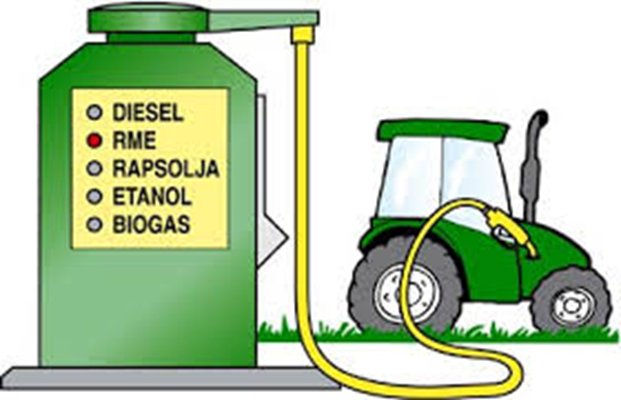 DIESEL
RME
RAPSOLJA
ETANOL
BIOGAS